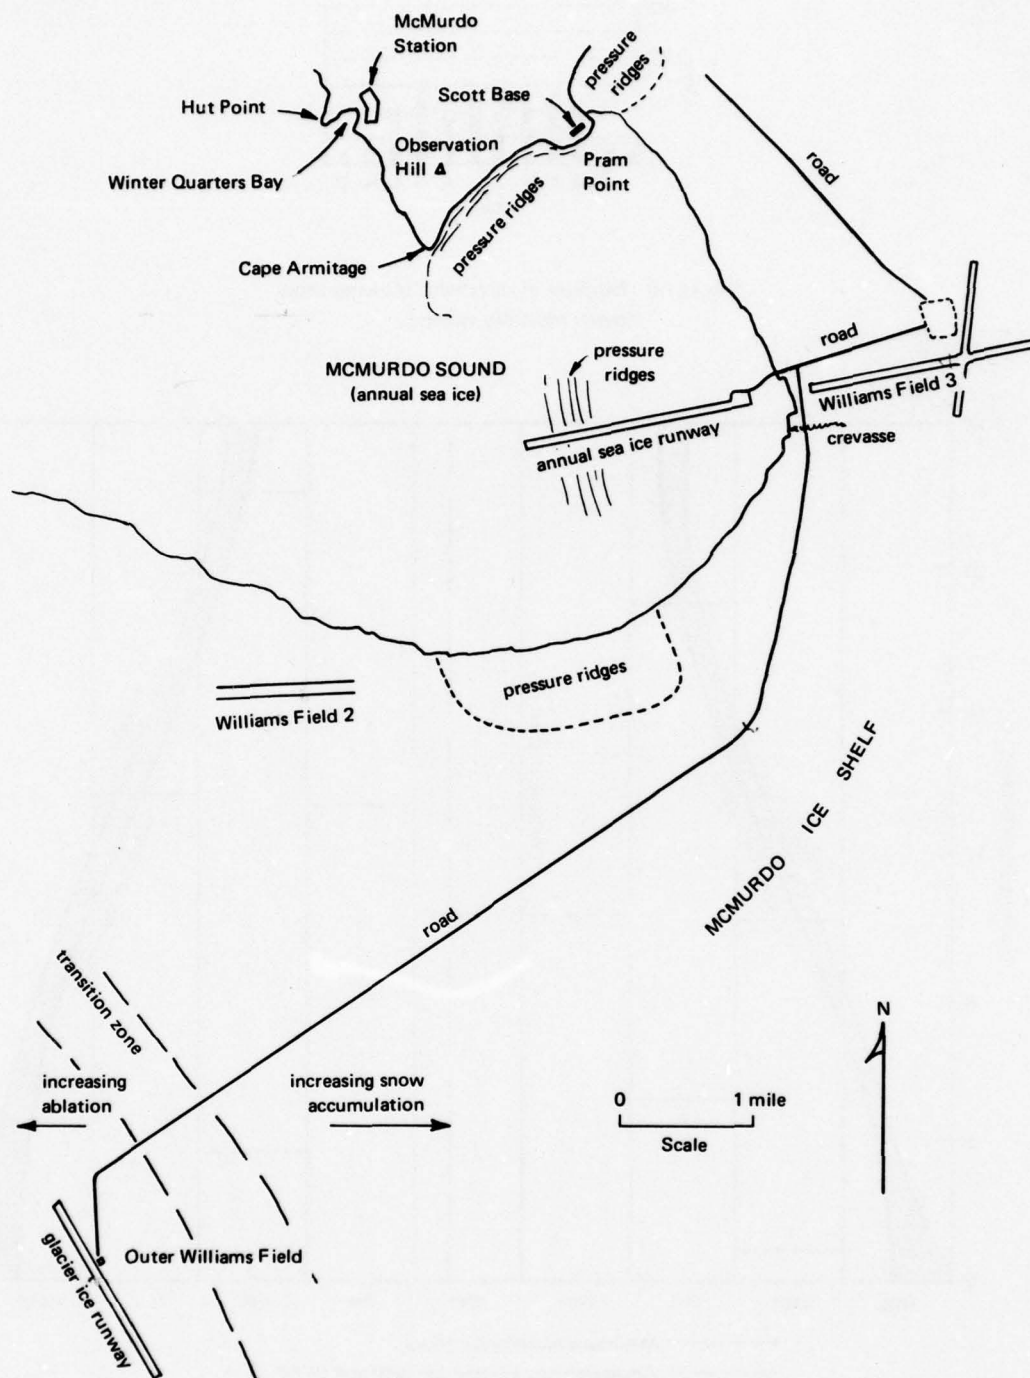 McMurdo
Station
pressure
ridges
Scott Base
Hut Point
Observation
Hill
Pram
Point
road
Winter Quarters Bay
pressure ridges
Cape Armitage
road
MCMURDO SOUND
(annual sea ice)
pressure
ridges
Williams Field 3
annual sea ice runway
crevasse
pressure ridges
Williams Field 2
MCMURDO ICE SHELF
road
transition zone
N
increasing
ablation
increasing snow
accumulation
0 1 mile
Scale
Outer Williams Field
glacier ice runway